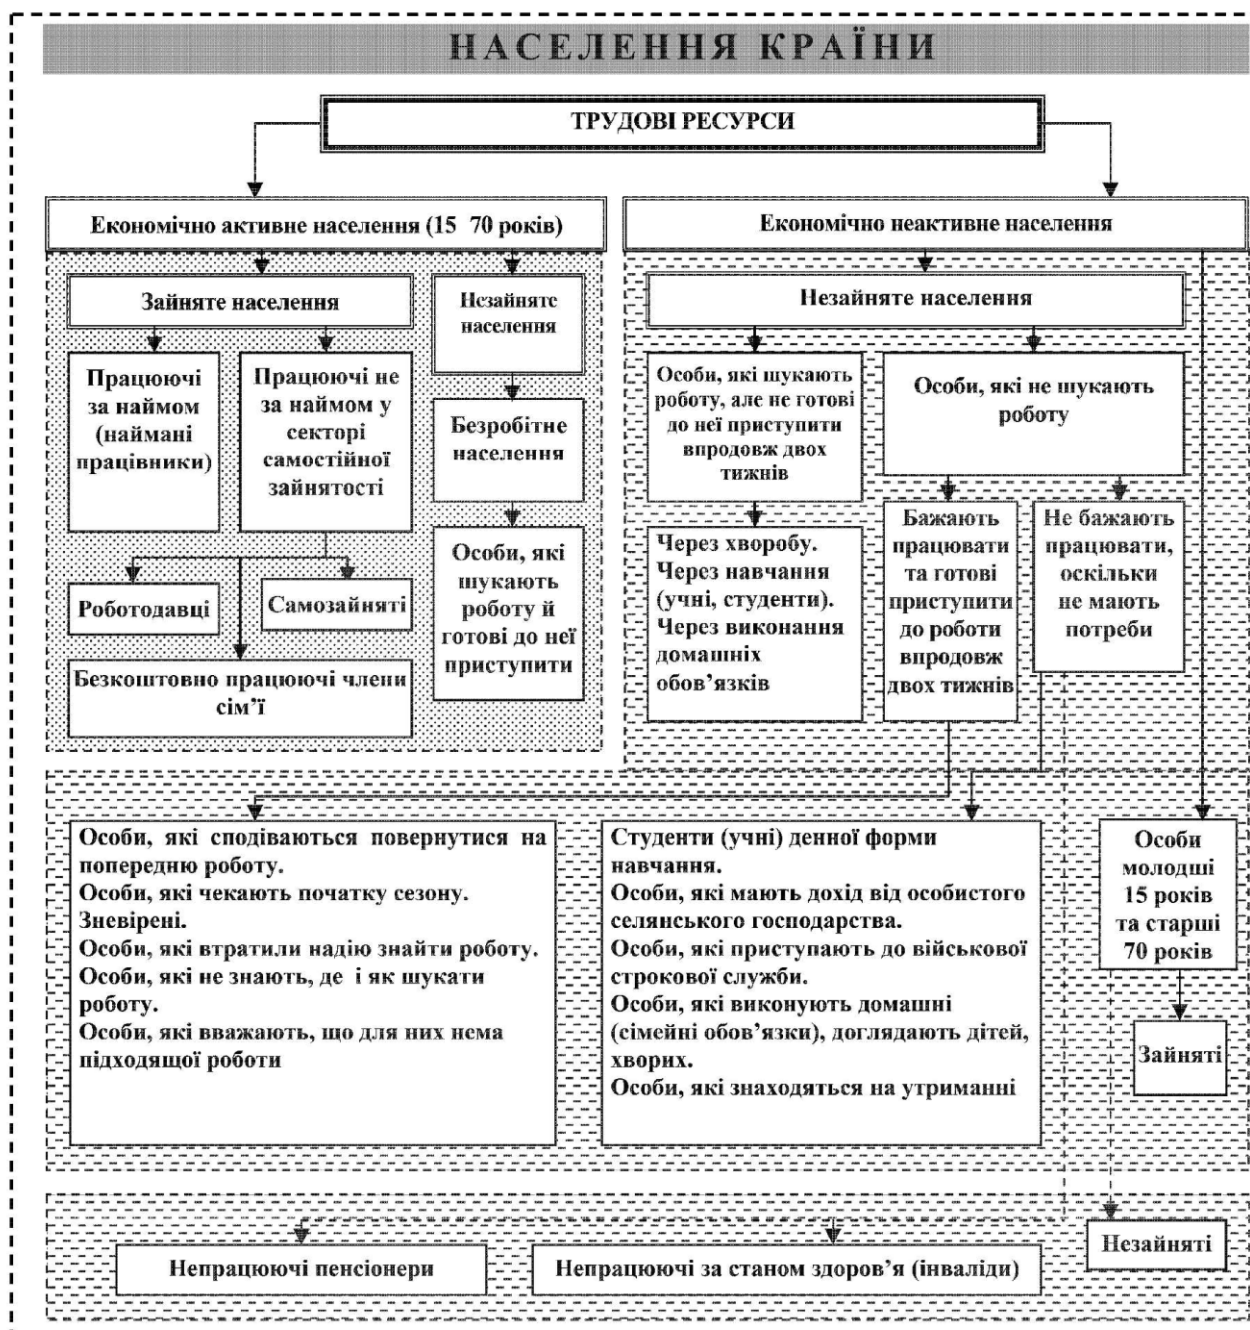 НАСЕЛЕННЯ КРАЇНИ
ТРУДОВІ РЕСУРСИ
Економічно активне населення (15 70 років)
Економічно неактивне населення
Зайняте населення
Незайняте
населення
Незайняте населення
Працюючі
за наймом
(наймані
працівники)
Працюючі не
за наймом у
секторі
самостійної
зайнятості
Безробітне
населення
Особи, які шукають
роботу, але не готові
до неї приступити
впродовж двох
тижнів
Особи, які не шукають
роботу
Роботодавці
Самозайняті
Безкоштовно працюючі члени
сім’ї
Особи, які
шукають
роботу й
готові до неї
приступити
Через хворобу.
Через навчання
(учні, студенти).
Через виконання
домашніх
обов’язків
Бажають
працювати
та готові
приступити
до роботи
впродовж
двох тижнів
Не бажають
працювати,
оскільки
не мають
потреби
Особи, які сподіваються повернутися на
попередню роботу.
Особи, які чекають початку сезону.
Зневірені.
Особи, які втратили надію знайти роботу.
Особи, які не знають, де і як шукати
роботу.
Особи, які вважають, що для них нема
підходящої роботи
Студенти (учні) денної форми
навчання.
Особи, які мають дохід від особистого
селянського господарства.
Особи, які приступають до військової
строкової служби.
Особи, які виконують домашні
(сімейні обов’язки), доглядають дітей,
хворих.
Особи, які знаходяться на утриманні
Особи
молодші
15 років
та старші
70 років
Зайняті
Незайняті
Непрацюючі пенсіонери
Непрацюючі за станом здоров’я (інваліди)